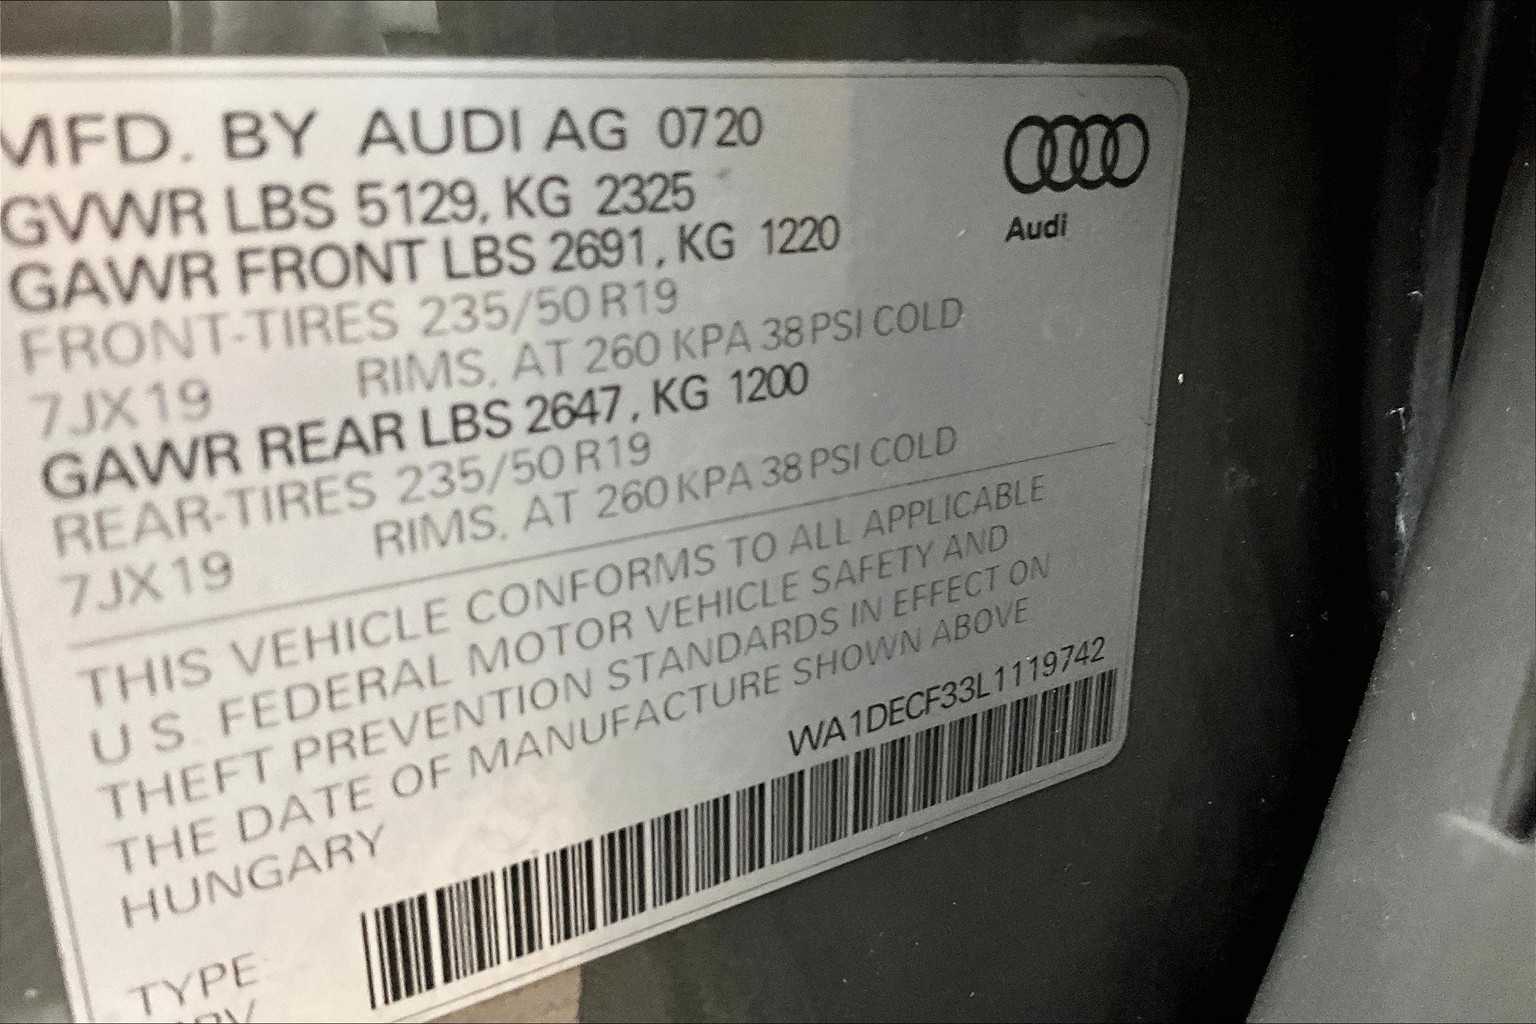 MFD. BY AUDI AG 0720
GVWR LBS 5129, KG 2325
GAWR FRONT LBS 2691, KG 1220
FRONT-TIRES 235/50 R19
7JX19 RIMS. AT 260 KPA 38 PSI COLD
GAWR REAR LBS 2647, KG 1200
REAR-TIRES 235/50 R19
7JX19 RIMS. AT 260 KPA 38 PSI COLD
THIS VEHICLE CONFORMS TO ALL APPLICABLE
U.S. FEDERAL MOTOR VEHICLE SAFETY AND
THEFT PREVENTION STANDARDS IN EFFECT ON
THE DATE OF MANUFACTURE SHOWN ABOVE
HUNGARY
WA1DECF33L1119742
TYPE
Audi